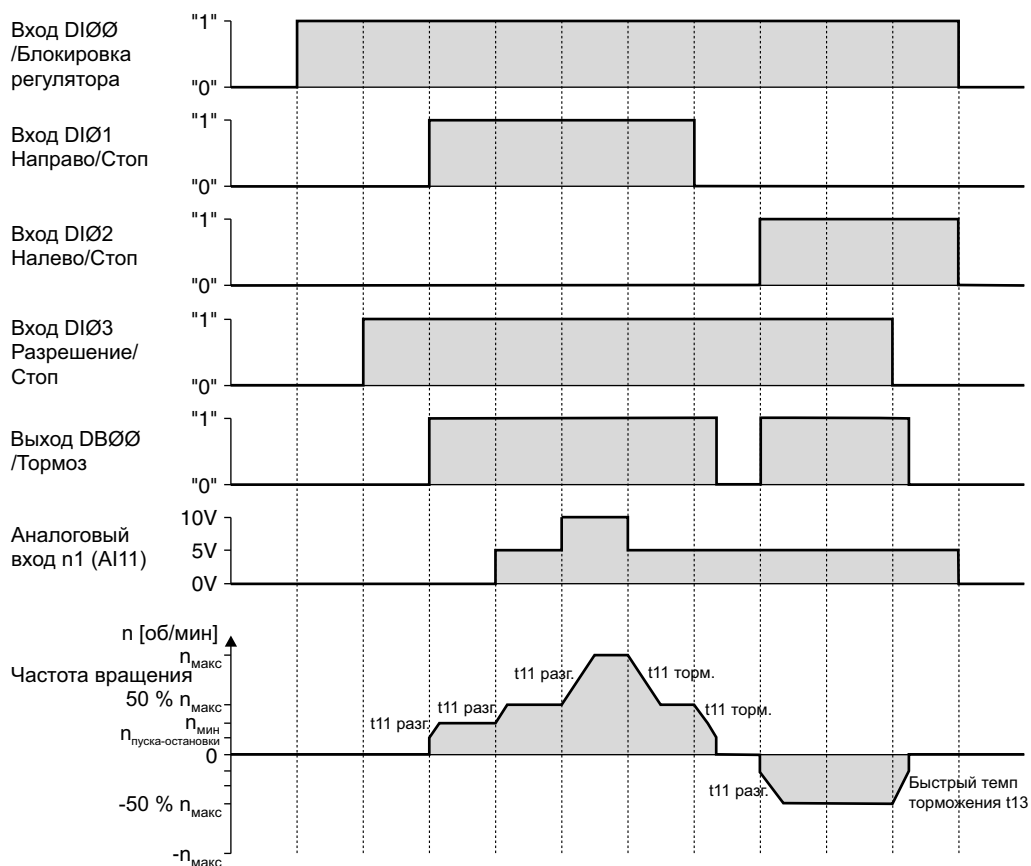 Вход DIØØ
/Блокировка
регулятора
"1"
"0"
Вход DIØ1
Направо/Стоп
"1"
"0"
Вход DIØ2
Налево/Стоп
"1"
"0"
Вход DIØ3
Разрешение/
Стоп
"1"
"0"
Выход DBØØ
/Тормоз
"1"
"0"
Аналоговый
вход n1 (AI11)
10V
5V
0V
n [об/мин]
Частота вращения
nмакс
50 % nмакс
nмин
nпуска-остановки
0
-50 % nмакс
-nмакс
t11 разг.
t11 разг.
t11 разг.
t11 торм.
t11 торм.
t11 разг.
Быстрый темп
торможения t13